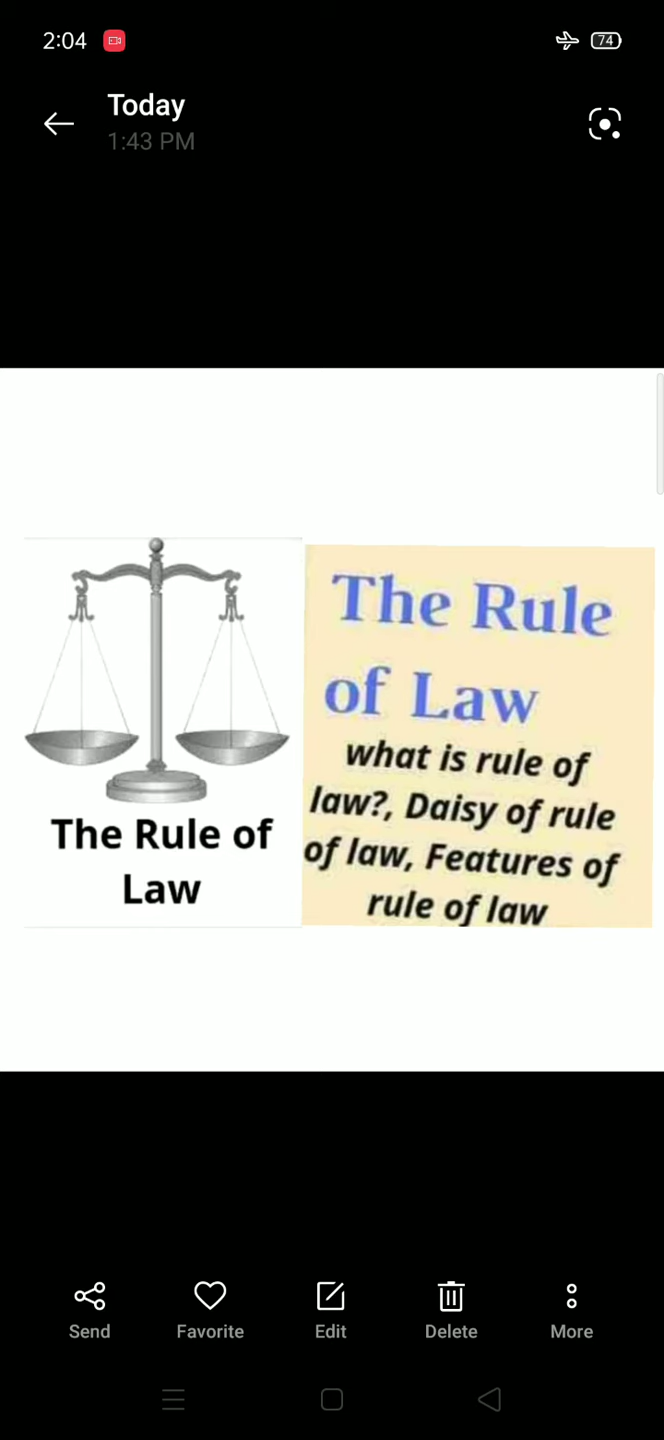 2:04
74
Today
1:43 PM
The Rule of
Law
The Rule
of Law
what is rule of
law?, Daisy of rule
of law, Features of
rule of law
Send
Favorite
Edit
Delete
More